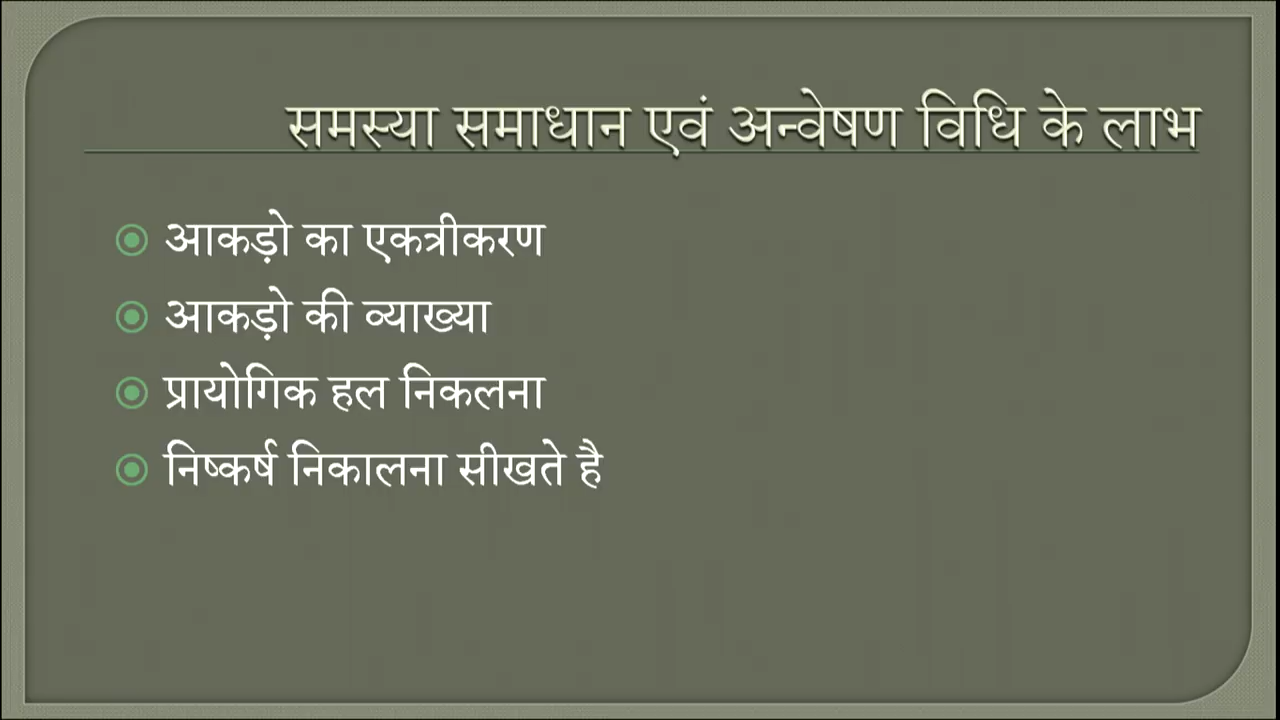 समस्या समाधान एवं अन्वेषण विधि के लाभ
आकड़ो का एकत्रीकरण
आकड़ो की व्याख्या
प्रायोगिक हल निकलना
निष्कर्ष निकालना सीखते है